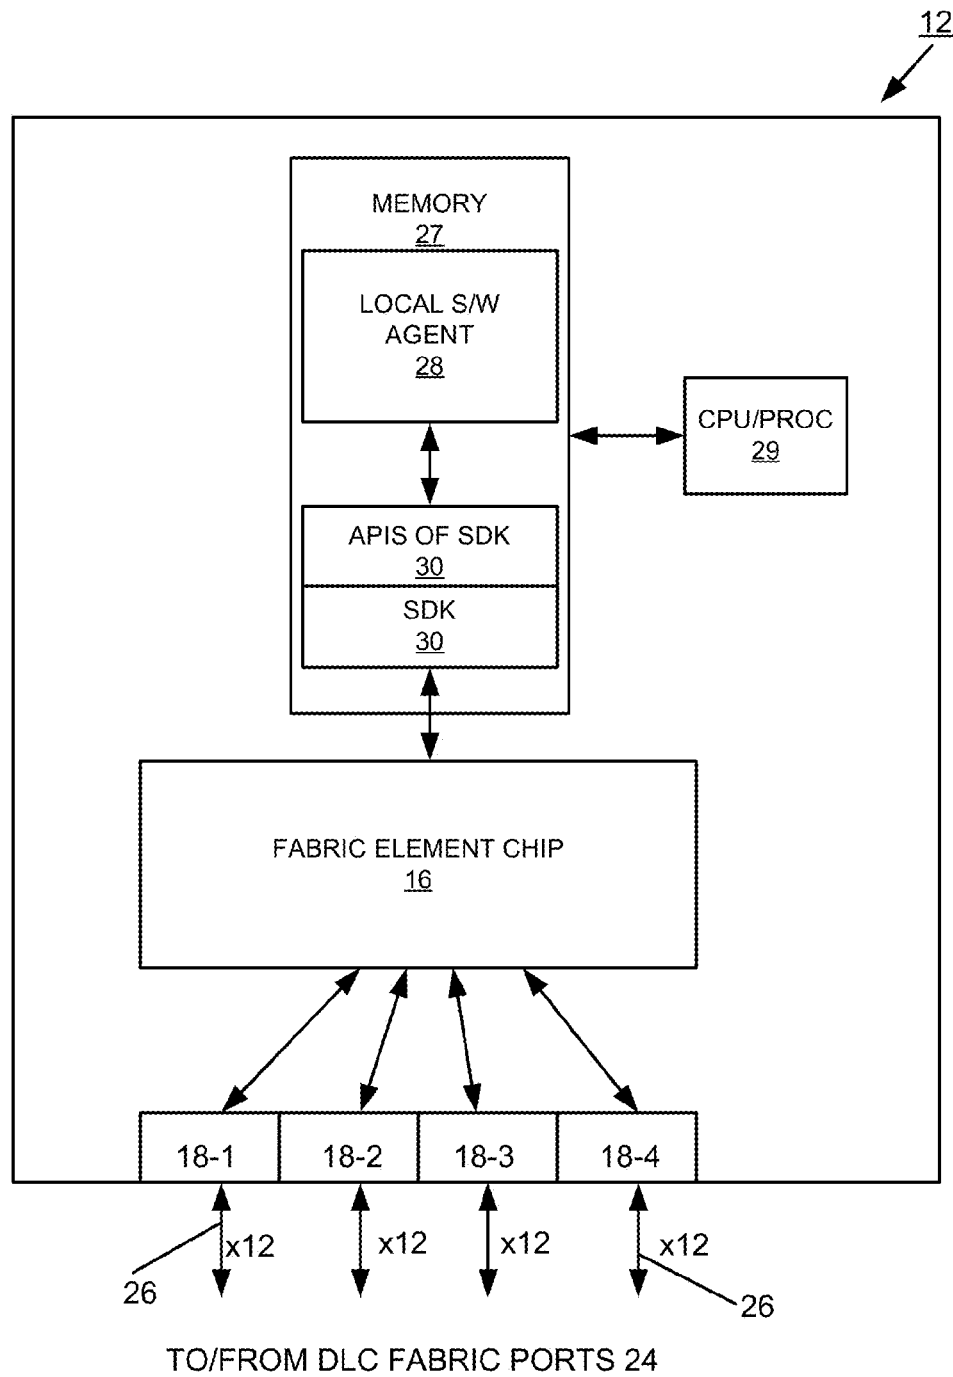 12
MEMORY
27
LOCAL S/W
AGENT
28
CPU/PROC
29
APIS OF SDK
30
SDK
30
FABRIC ELEMENT CHIP
16
18-1
18-2
18-3
18-4
x12
x12
x12
x12
26
26
TO/FROM DLC FABRIC PORTS 24